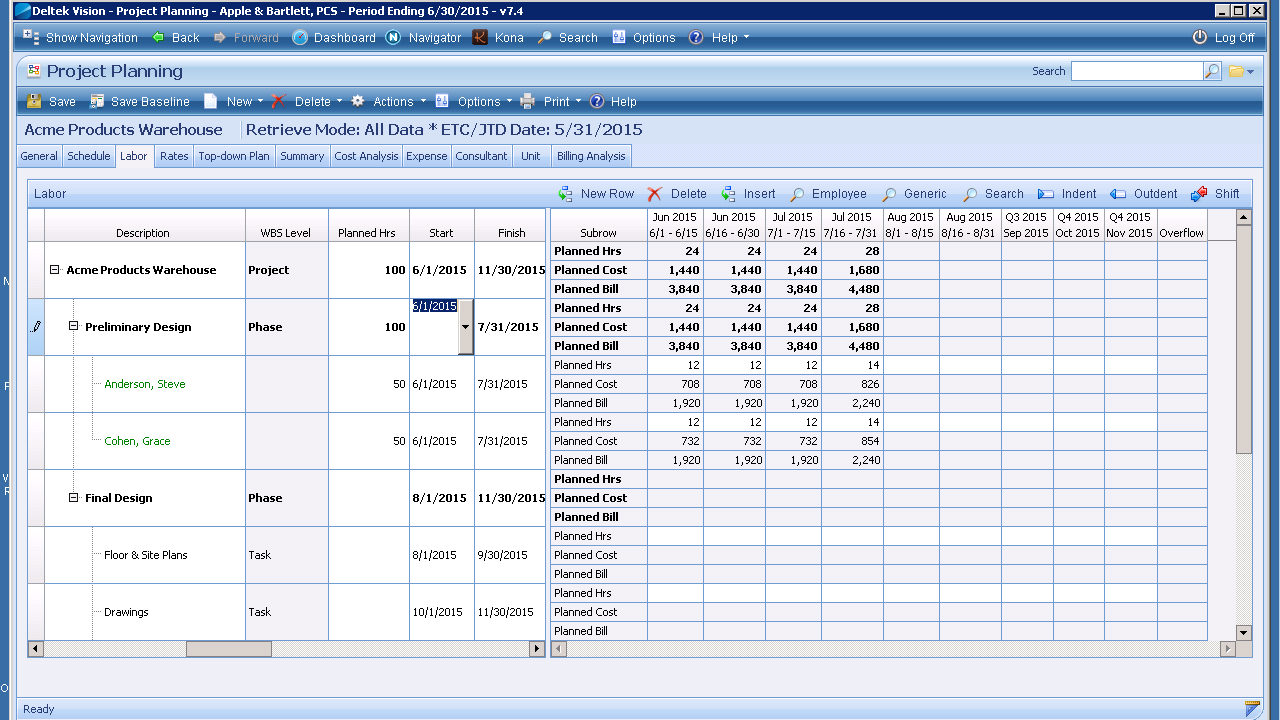 Deltek Vision - Project Planning - Apple & Bartlett, PCS - Period Ending 6/30/2015 - v7.4
Show Navigation Back Forward Dashboard Navigator Kona Search Options Help Log Off
Project Planning Search
Save Save Baseline New Delete Actions Options Print Help
Acme Products Warehouse Retrieve Mode: All Data * ETC/JTD Date: 5/31/2015
General Schedule Labor Rates Top-down Plan Summary Cost Analysis Expense Consultant Unit Billing Analysis
Labor New Row Delete Insert Employee Generic Search Indent Outdent Shift
Jun 2015 Jun 2015 Jul 2015 Jul 2015 Aug 2015 Aug 2015 Q3 2015 Q4 2015 Q4 2015
Description WBS Level Planned Hrs Start Finish Subrow 6/1 - 6/15 6/16 - 6/30 7/1 - 7/15 7/16 - 7/31 8/1 - 8/15 8/16 - 8/31 Sep 2015 Oct 2015 Nov 2015 Overflow
Planned Hrs 24 24 24 28
Acme Products Warehouse Project 100 6/1/2015 11/30/2015 Planned Cost 1,440 1,440 1,440 1,680
Planned Bill 3,840 3,840 3,840 4,480
6/1/2015 Planned Hrs 24 24 24 28
Preliminary Design Phase 100 7/31/2015 Planned Cost 1,440 1,440 1,440 1,680
Planned Bill 3,840 3,840 3,840 4,480
Planned Hrs 12 12 12 14
Anderson, Steve 50 6/1/2015 7/31/2015 Planned Cost 708 708 708 826
Planned Bill 1,920 1,920 1,920 2,240
Planned Hrs 12 12 12 14
Cohen, Grace 50 6/1/2015 7/31/2015 Planned Cost 732 732 732 854
Planned Bill 1,920 1,920 1,920 2,240
Planned Hrs
Final Design Phase 8/1/2015 11/30/2015 Planned Cost
Planned Bill
Planned Hrs
Floor & Site Plans Task 8/1/2015 9/30/2015 Planned Cost
Planned Bill
Planned Hrs
Drawings Task 10/1/2015 11/30/2015 Planned Cost
Planned Bill
Ready